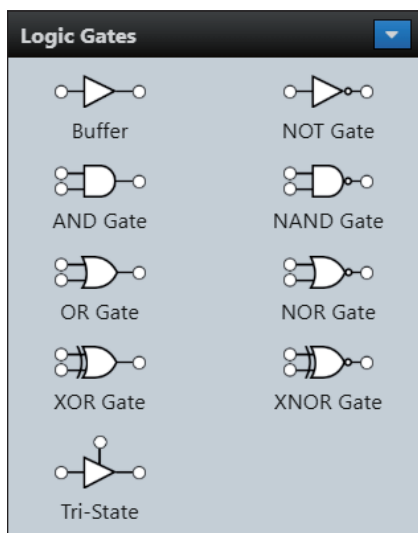 Logic Gates
Buffer
NOT Gate
AND Gate
NAND Gate
OR Gate
NOR Gate
XOR Gate
XNOR Gate
Tri-State